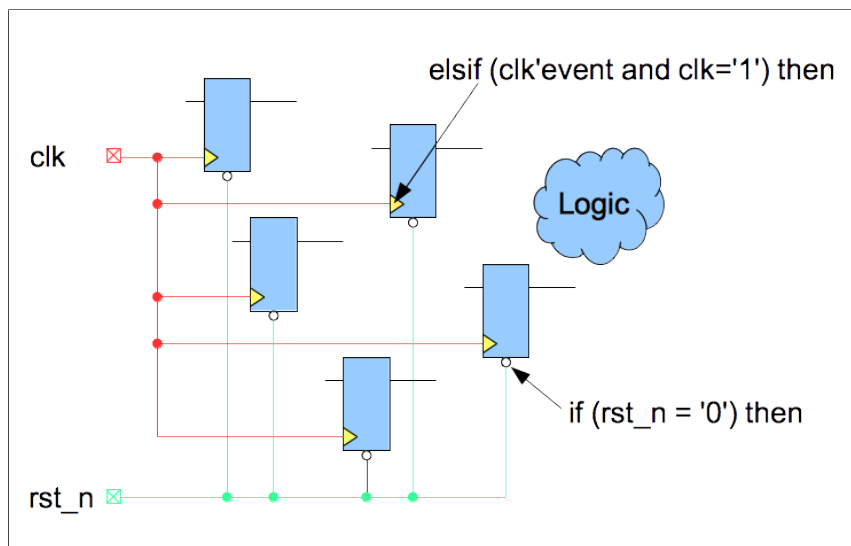 elsif (clk'event and clk='1') then
clk
Logic
if (rst_n = '0') then
rst_n